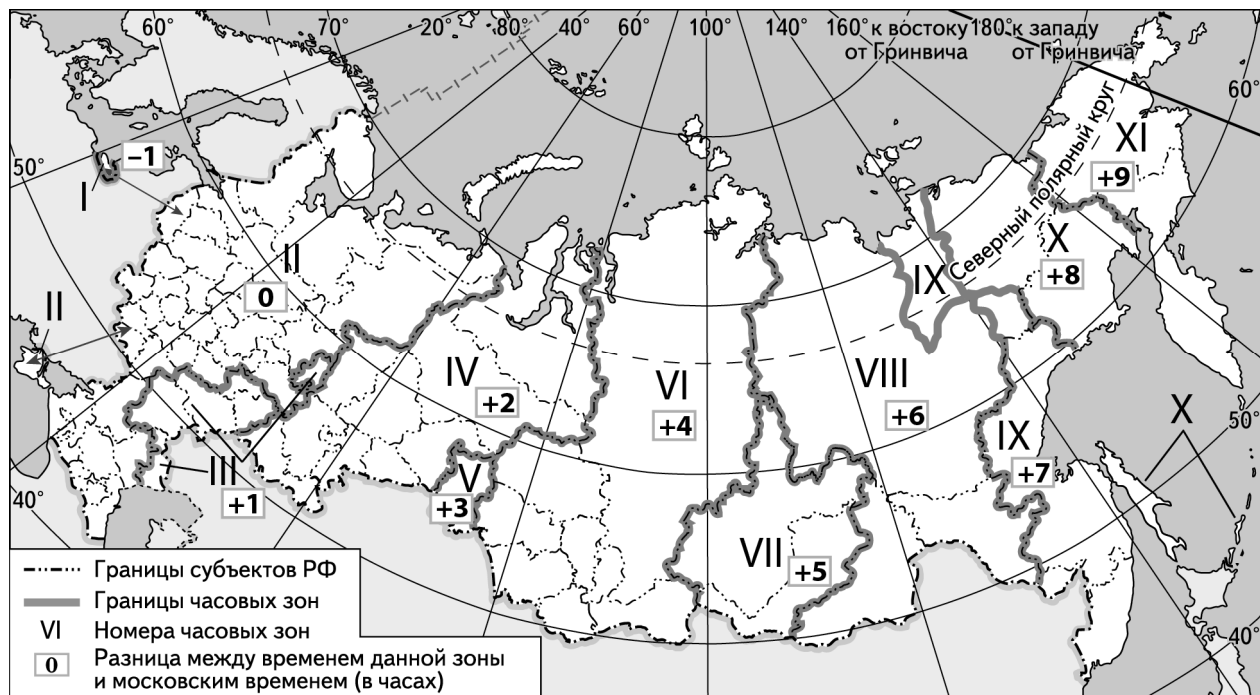 60°
70°
20°
80°
40°
60°
100°
140°
160°
к востоку
от Гринвича
180°
к западу
от Гринвича
60°
50°
–1
I
II
0
II
III
+1
40°
IV
+2
V
+3
VI
+4
VII
+5
VIII
+6
IX
IX
+7
X
+8
XI
+9
Северный полярный круг
X
50°
40°
Границы субъектов РФ
Границы часовых зон
VI Номера часовых зон
0 Разница между временем данной зоны
и московским временем (в часах)